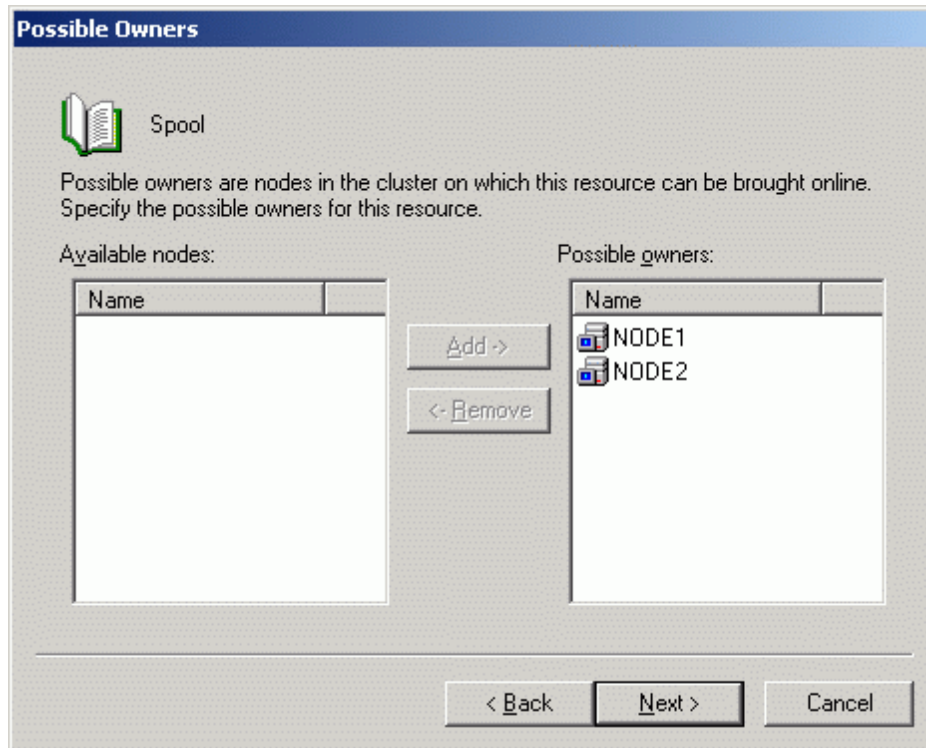 Possible Owners
Spool
Possible owners are nodes in the cluster on which this resource can be brought online.
Specify the possible owners for this resource.
Available nodes:
Possible owners:
Name
Name
NODE1
NODE2
Add ->
<- Remove
< Back
Next >
Cancel